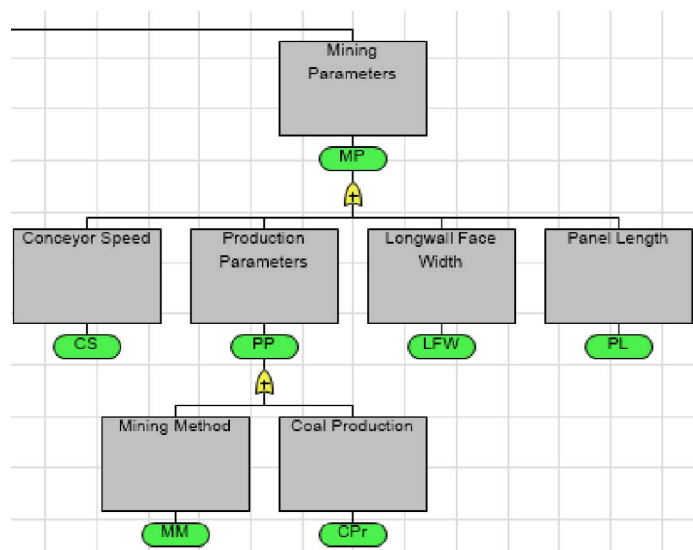 Mining
Parameters
MP
+
Conceyor Speed
Production
Parameters
Longwall Face
Width
Panel Length
CS
PP
LFW
PL
+
Mining Method
Coal Production
MM
CPr